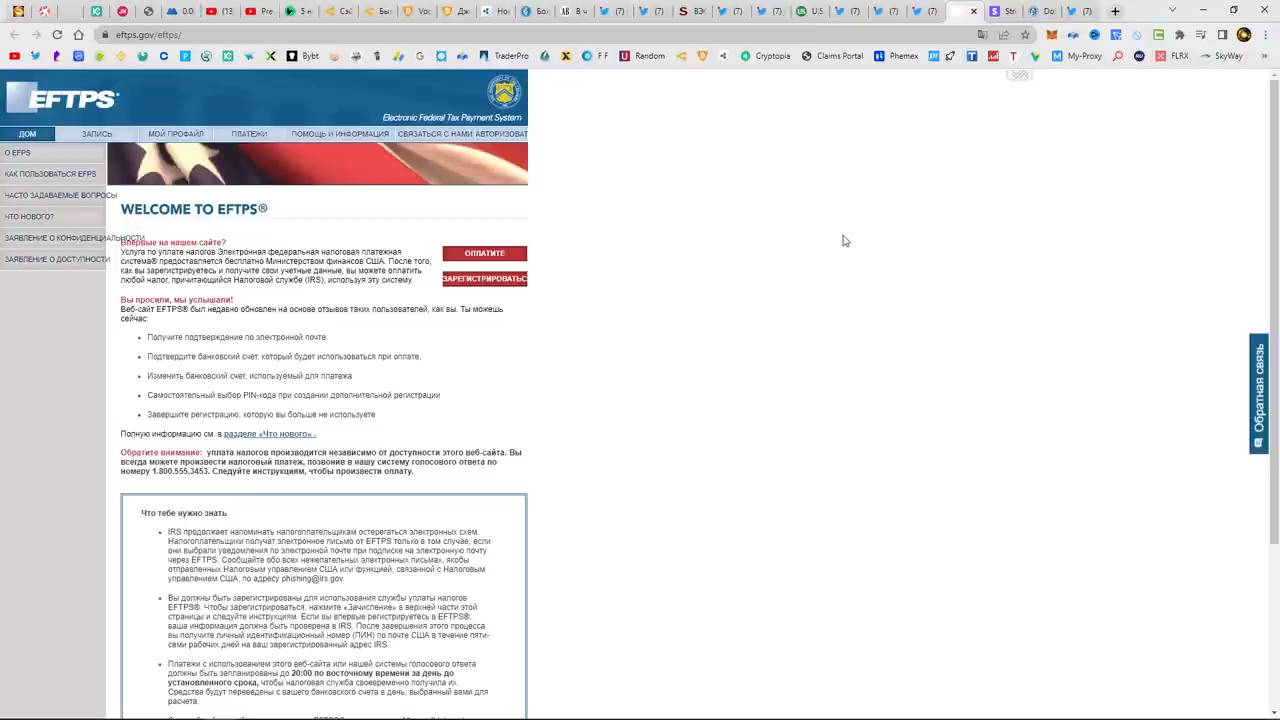 eftps.gov/eftps/
Bybt
TradePro
F.F
Random
Cryptopia
Claims Portal
Phemex
My-Proxy
FLRX
SkyWay
EFTPS
Electronic Federal Tax Payment System
ДОМ ЗАПИСЬ МОЙ ПРОФАЙЛ ПЛАТЕЖИ ПОМОЩЬ И ИНФОРМАЦИЯ СВЯЗАТЬСЯ С НАМИ АВТОРИЗОВАТ
О EFPS
КАК ПОЛЬЗОВАТЬСЯ EFPS
ЧАСТО ЗАДАВАЕМЫЕ ВОПРОСЫ
ЧТО НОВОГО?
ЗАЯВЛЕНИЕ О КОНФИДЕНЦИАЛЬНОСТИ
ЗАЯВЛЕНИЕ О ДОСТУПНОСТИ
WELCOME TO EFTPS®
Впервые на нашем сайте?
Услуга по уплате налогов Электронная федеральная налоговая платежная
система® предоставляется бесплатно Министерством финансов США. После того,
как вы зарегистрируетесь и получите свои учетные данные, вы можете оплатить
любой налог, причитающийся Налоговой службе (IRS), используя эту систему.
ОПЛАТИТЕ
ЗАРЕГИСТРИРОВАТЬС
Вы просили, мы услышали!
Веб-сайт EFTPS® был недавно обновлен на основе отзывов таких пользователей, как вы. Ты можешь
сейчас:
Получите подтверждение по электронной почте.
Подтвердите банковский счет, который будет использоваться при оплате.
Изменить банковский счет, используемый для платежа
Самостоятельный выбор PIN-кода при создании дополнительной регистрации
Завершите регистрацию, которую вы больше не используете
Полную информацию см. в разделе «Что нового» .
Обратите внимание: уплата налогов производится независимо от доступности этого веб-сайта. Вы
всегда можете произвести налоговый платеж, позвонив в нашу систему голосового ответа по
номеру 1.800.555.3453. Следуйте инструкциям, чтобы произвести оплату.
Что тебе нужно знать
IRS продолжает напоминать налогоплательщикам остерегаться электронных схем.
Налогоплательщики получат электронное письмо от EFTPS только в том случае, если
они выбрали уведомления по электронной почте при подписке на электронную почту
через EFTPS. Сообщайте обо всех нежелательных электронных письмах, якобы
отправленных Налоговым управлением США или функцией, связанной с Налоговым
управлением США, по адресу phishing@irs.gov.
Вы должны быть зарегистрированы для использования службы уплаты налогов
EFTPS®. Чтобы зарегистрироваться, нажмите «Зачисление» в верхней части этой
страницы и следуйте инструкциям. Если вы впервые регистрируетесь в EFTPS®,
ваша информация должна быть проверена в IRS. После завершения этого процесса
вы получите личный идентификационный номер (ПИН) по почте США в течение пяти-
семи рабочих дней на ваш зарегистрированный адрес IRS.
Платежи с использованием этого веб-сайта или нашей системы голосового ответа
должны быть запланированы до 20:00 по восточному времени за день до
установленного срока, чтобы налоговая служба своевременно получила их.
Средства будут переведены с вашего банковского счета в день, выбранный вами для
расчета.
Обратная связь